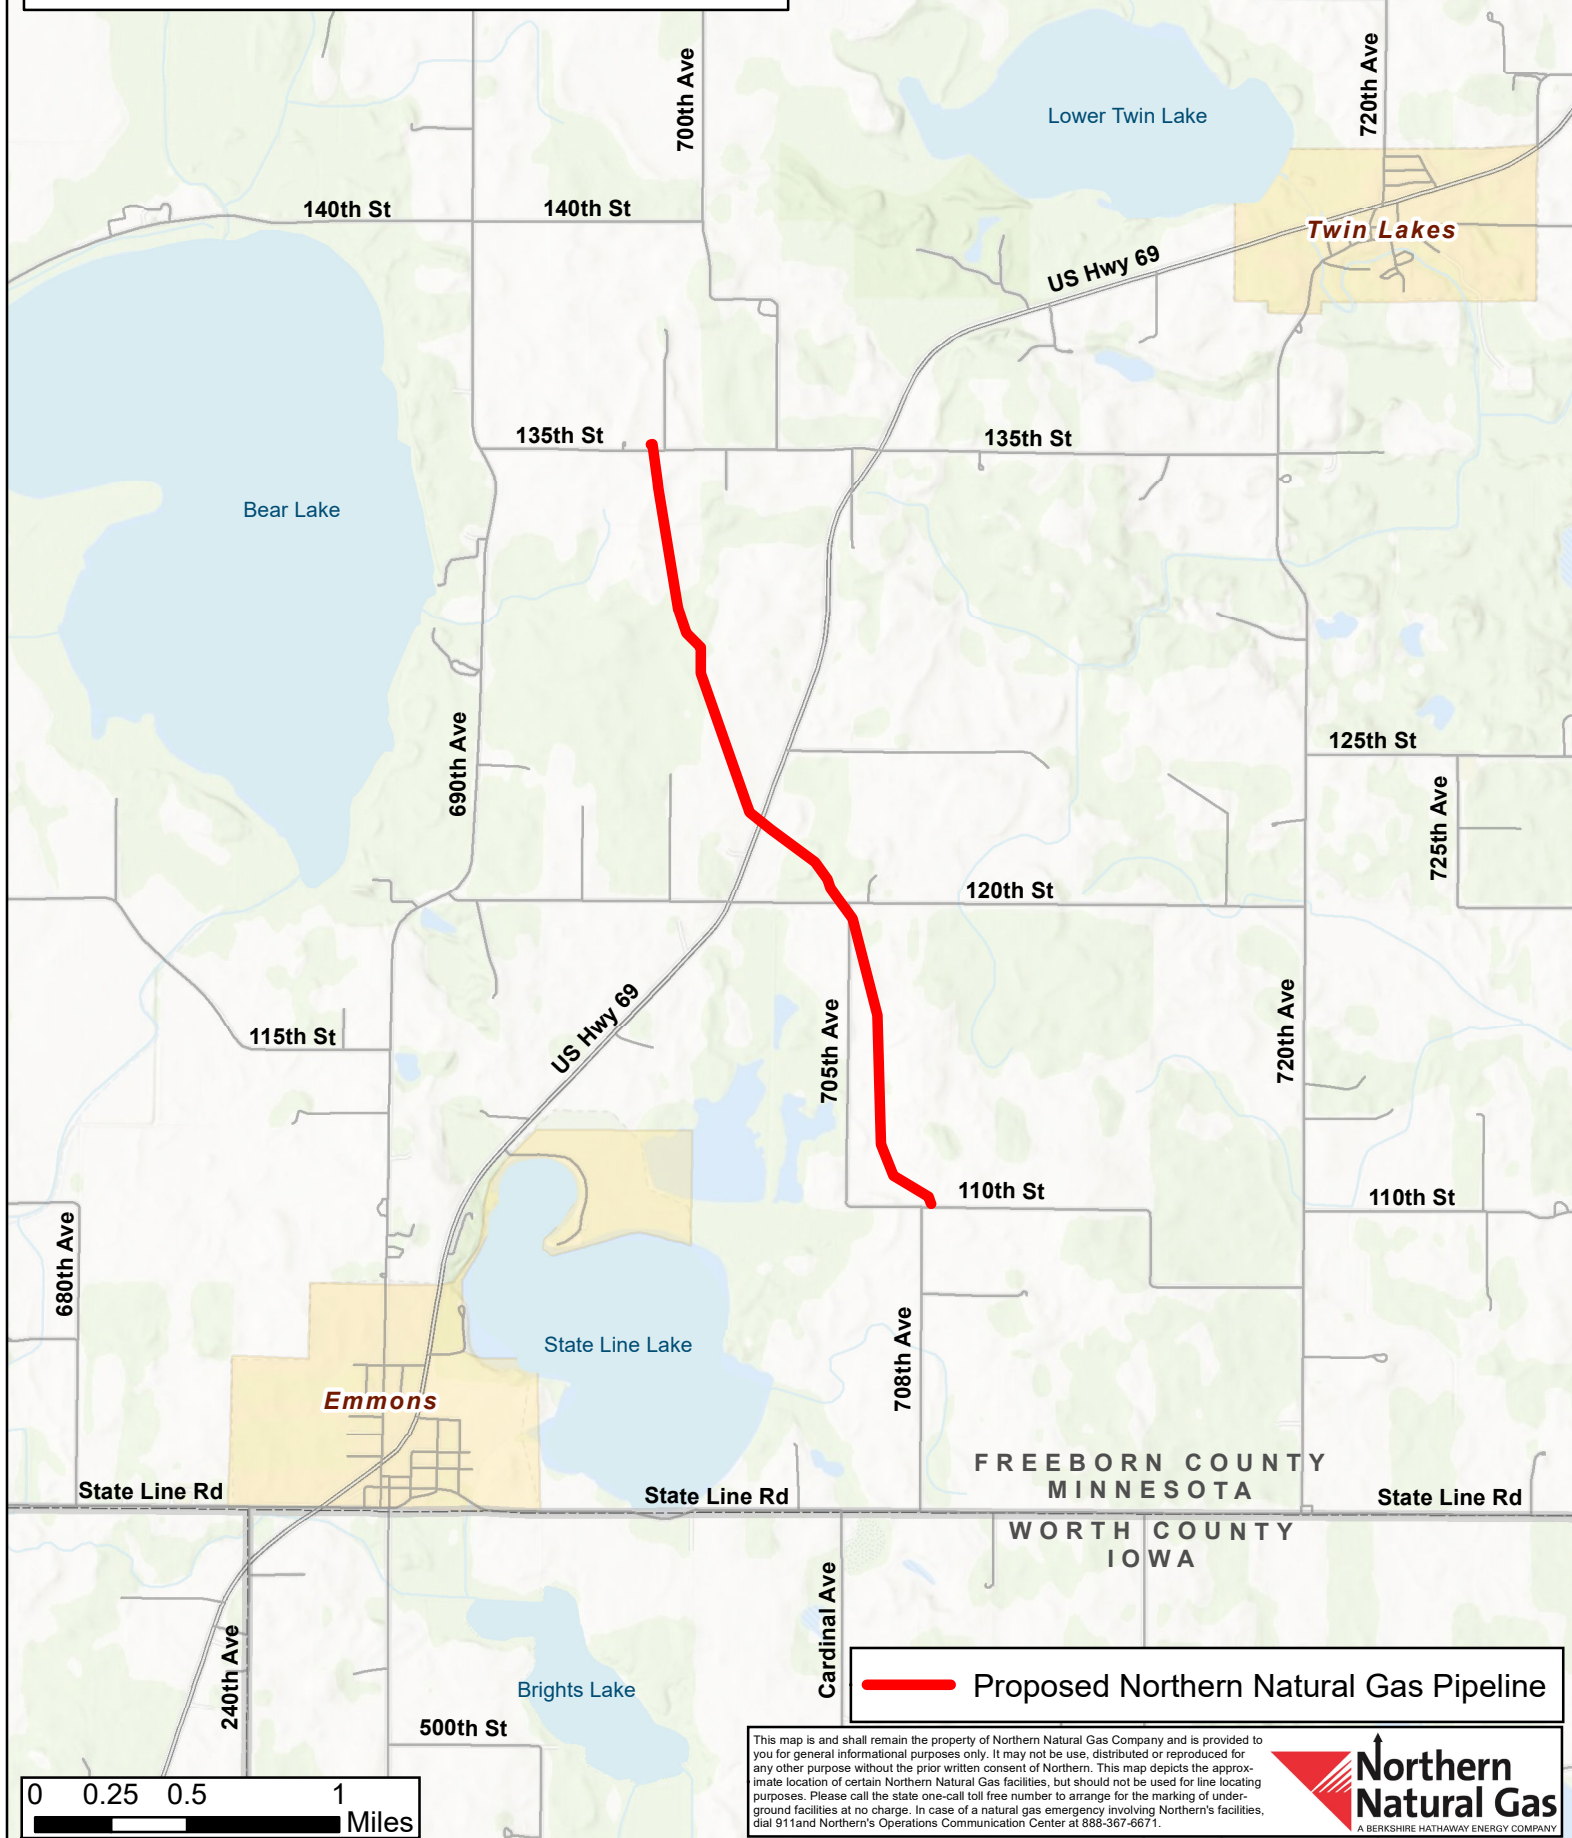 700th Ave
720th Ave
Lower Twin Lake
140th St
140th St
Twin Lakes
US Hwy 69
135th St
135th St
Bear Lake
690th Ave
125th St
725th Ave
120th St
US Hwy 69
705th Ave
720th Ave
115th St
110th St
110th St
680th Ave
State Line Lake
708th Ave
Emmons
FREEBORN COUNTY
MINNESOTA
State Line Rd
State Line Rd
State Line Rd
WORTH COUNTY
IOWA
Cardinal Ave
240th Ave
Brights Lake
500th St
Proposed Northern Natural Gas Pipeline
This map is and shall remain the property of Northern Natural Gas Company and is provided to
you for general informational purposes only. It may not be use, distributed or reproduced for
any other purpose without the prior written consent of Northern. This map depicts the approx-
imate location of certain Northern Natural Gas facilities, but should not be used for line locating
purposes. Please call the state one-call toll free number to arrange for the marking of under-
ground facilities at no charge. In case of a natural gas emergency involving Northern's facilities,
dial 911and Northern's Operations Communication Center at 888-367-6671.
Northern
Natural Gas
A BERKSHIRE HATHAWAY ENERGY COMPANY
0 0.25 0.5 1
Miles